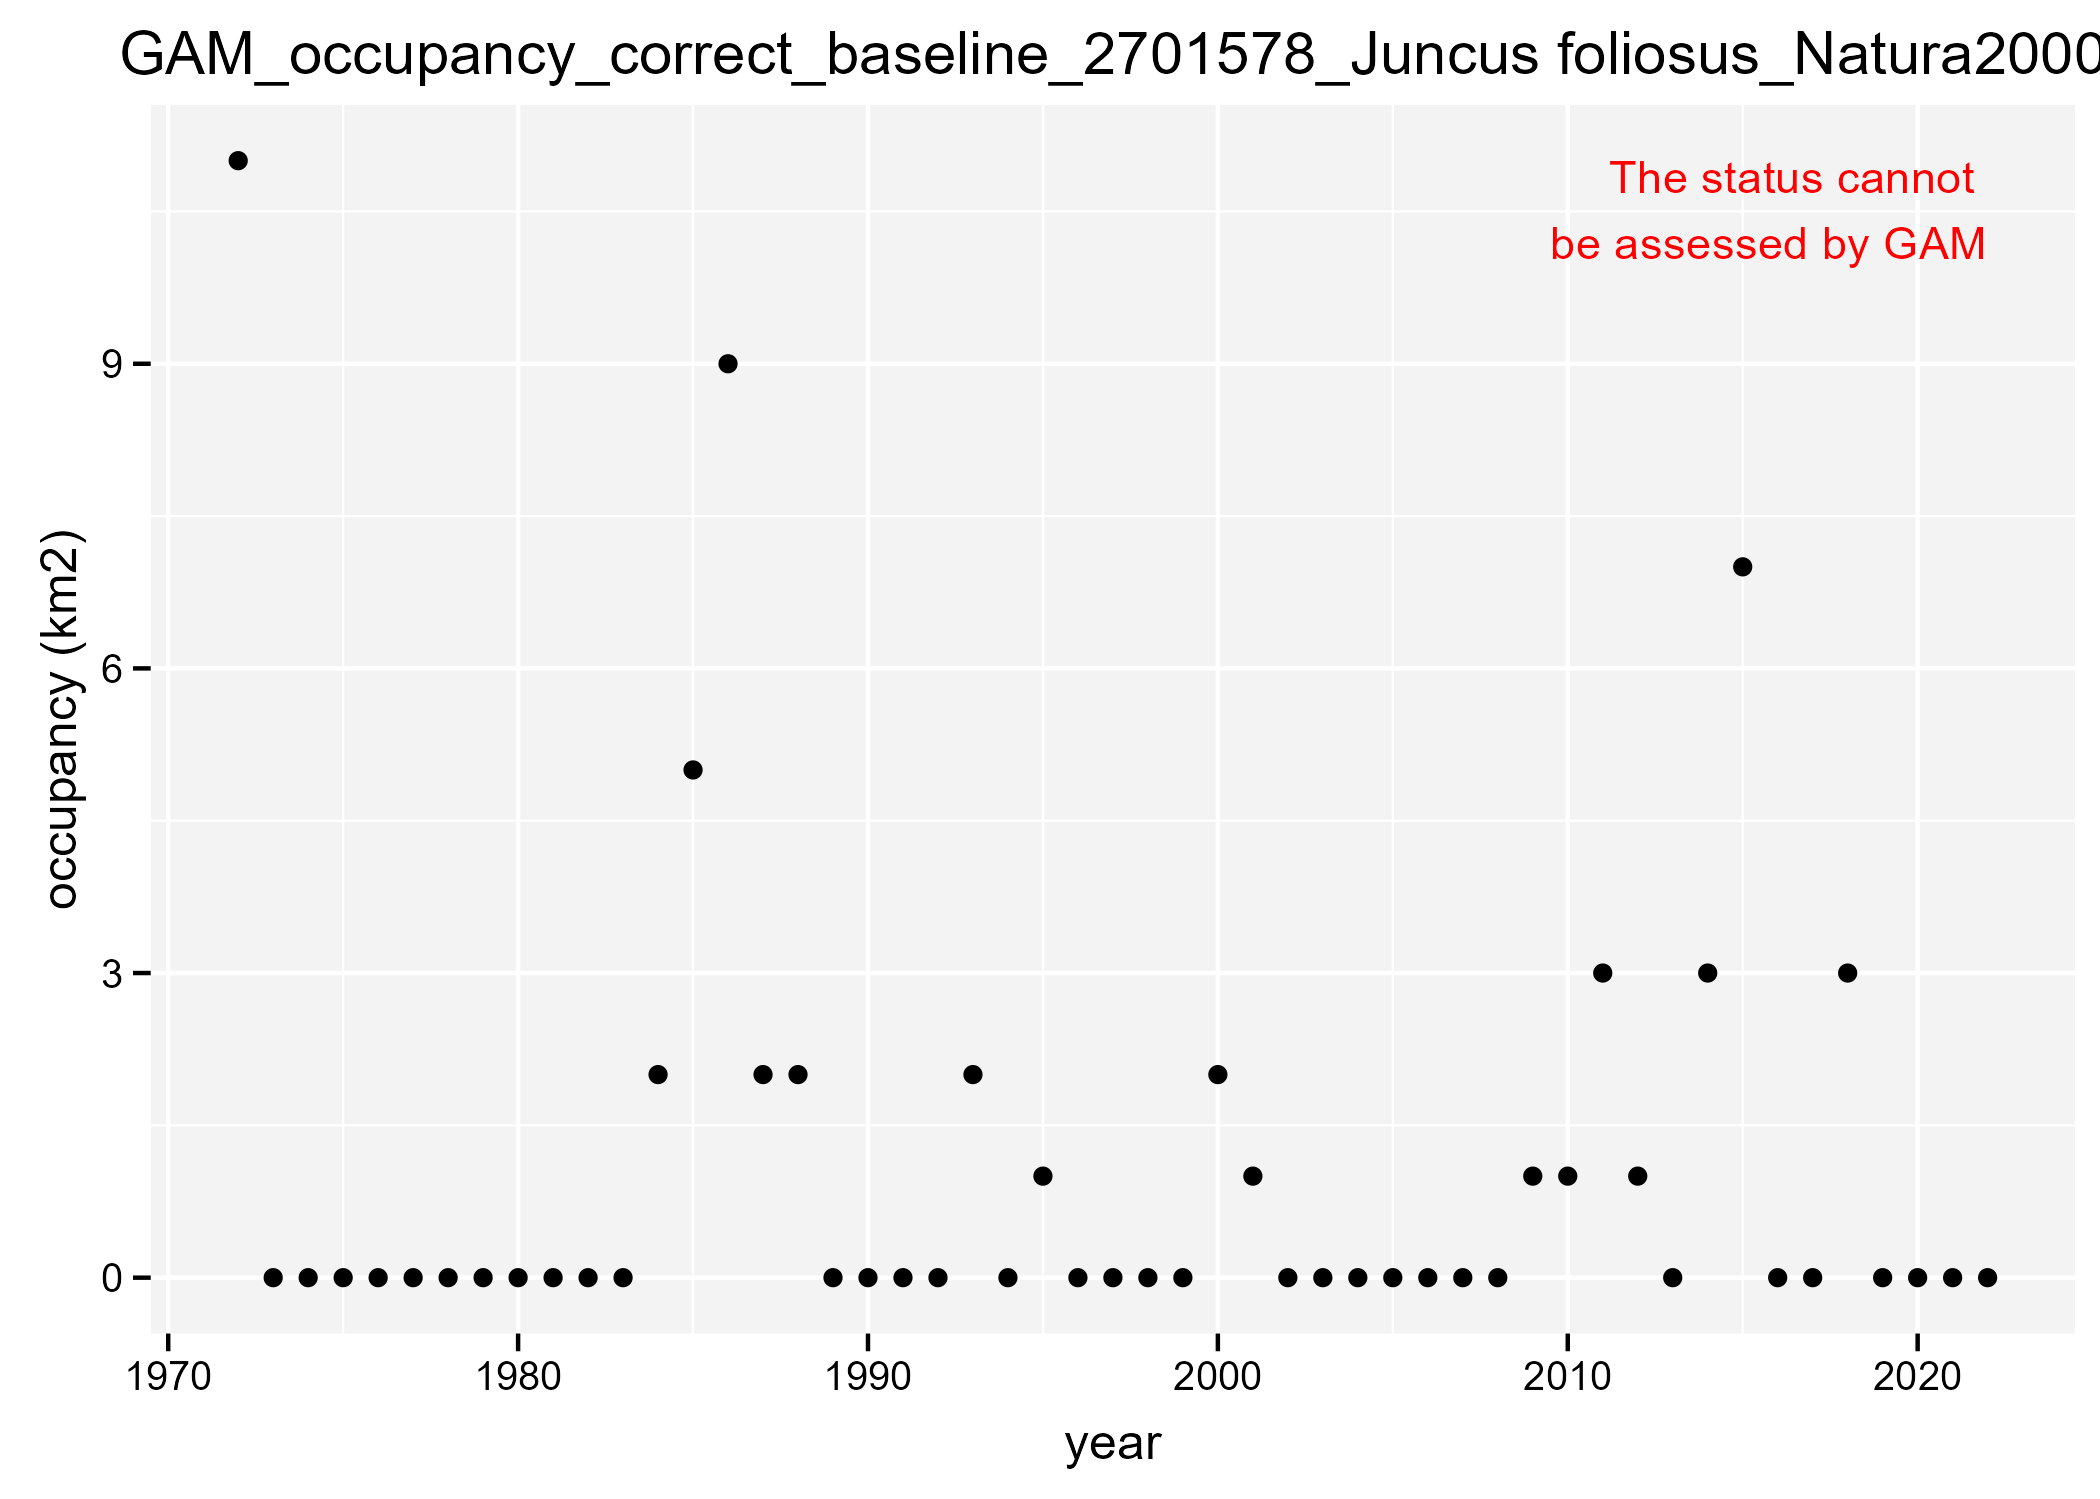 GAM_occupancy_correct_baseline_2701578_Juncus foliosus_Natura2000
The status cannot
be assessed by GAM
occupancy (km2)
9
6
3
0
1970 1980 1990 2000 2010 2020
year